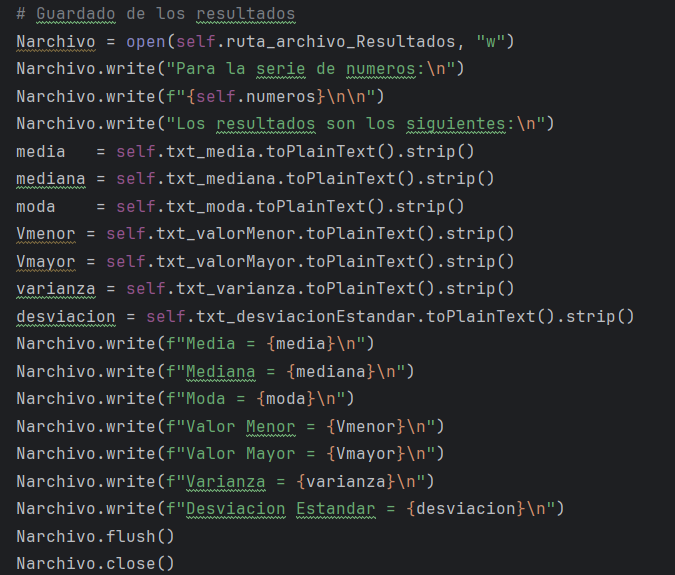 # Guardado de los resultados
Narchivo = open(self.ruta_archivo_Resultados, "w")
Narchivo.write("Para la serie de numeros:\n")
Narchivo.write(f"{self.numeros}\n\n")
Narchivo.write("Los resultados son los siguientes:\n")
media   = self.txt_media.toPlainText().strip()
mediana = self.txt_mediana.toPlainText().strip()
moda    = self.txt_moda.toPlainText().strip()
Vmenor = self.txt_valorMenor.toPlainText().strip()
Vmayor = self.txt_valorMayor.toPlainText().strip()
varianza = self.txt_varianza.toPlainText().strip()
desviacion = self.txt_desviacionEstandar.toPlainText().strip()
Narchivo.write(f"Media = {media}\n")
Narchivo.write(f"Mediana = {mediana}\n")
Narchivo.write(f"Moda = {moda}\n")
Narchivo.write(f"Valor Menor = {Vmenor}\n")
Narchivo.write(f"Valor Mayor = {Vmayor}\n")
Narchivo.write(f"Varianza = {varianza}\n")
Narchivo.write(f"Desviacion Estandar = {desviacion}\n")
Narchivo.flush()
Narchivo.close()